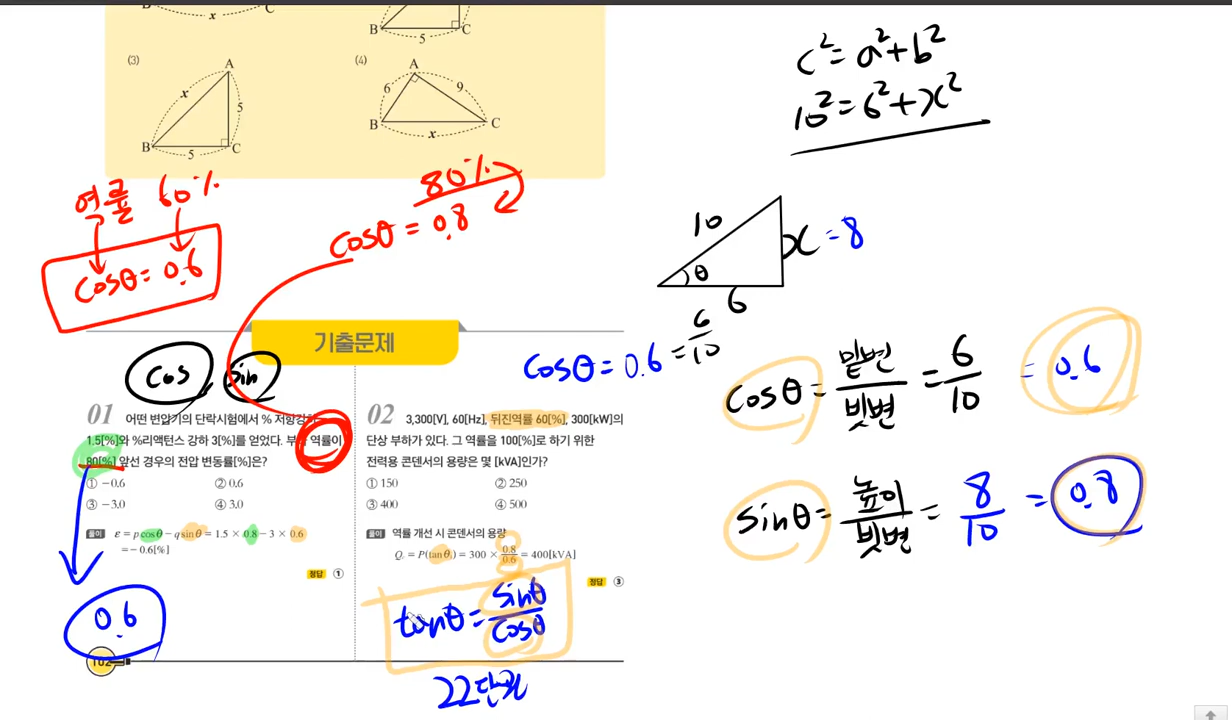 x
C
B
C
5
(3)
A
x
5
B
5
C
(4)
A
6
9
B
C
x
c²=a²+b²
10²=6²+x²
역률 60%
cosθ=0.6
80%
cosθ=0.8
10
x=8
θ
6
cosθ=0.6=6/10
cosθ=밑변/빗변=6/10=0.6
sinθ=높이/빗변=8/10=0.8
기출문제
cos sin
01 어떤 변압기의 단락시험에서 % 저항강하
1.5[%]와 %리액턴스 강하 3[%]를 얻었다. 부하 역률이
80[%] 앞선 경우의 전압 변동률[%]은?
① -0.6 ② 0.6
③ -3.0 ④ 3.0
풀이 ε = p cosθ - q sinθ = 1.5 × 0.8 - 3 × 0.6
= -0.6[%]
정답 ①
0.6
02 3,300[V], 60[Hz], 뒤진역률 60[%], 300[kW]의
단상 부하가 있다. 그 역률을 100[%]로 하기 위한
전력용 콘덴서의 용량은 몇 [kVA]인가?
① 150 ② 250
③ 400 ④ 500
풀이 역률 개선 시 콘덴서의 용량
Q = P(tanθ) = 300 × 0.8/0.6 = 400[kVA]
정답 ③
tanθ=sinθ/cosθ
22단원
102